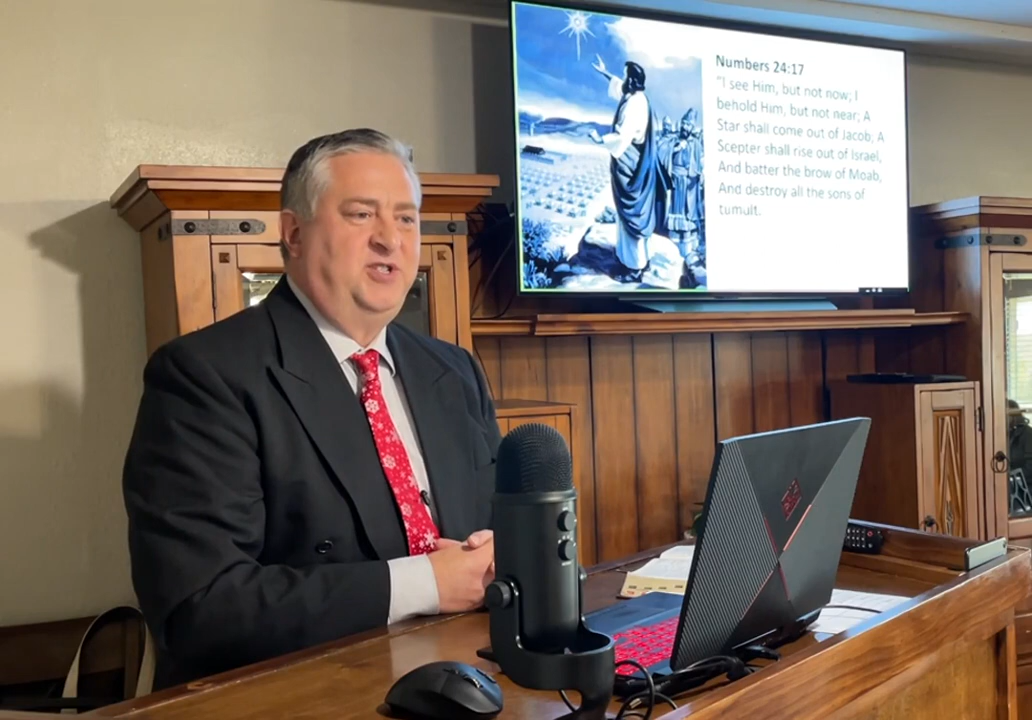 Numbers 24:17
"I see Him, but not now; I
behold Him, but not near; A
Star shall come out of Jacob; A
Scepter shall rise out of Israel,
And batter the brow of Moab,
And destroy all the sons of
tumult.